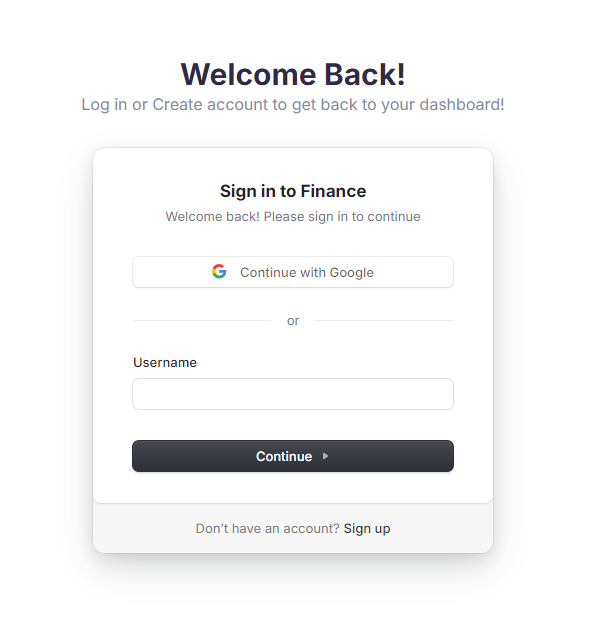 Welcome Back!
Log in or Create account to get back to your dashboard!
Sign in to Finance
Welcome back! Please sign in to continue
Continue with Google
or
Username
Continue
Don’t have an account? Sign up